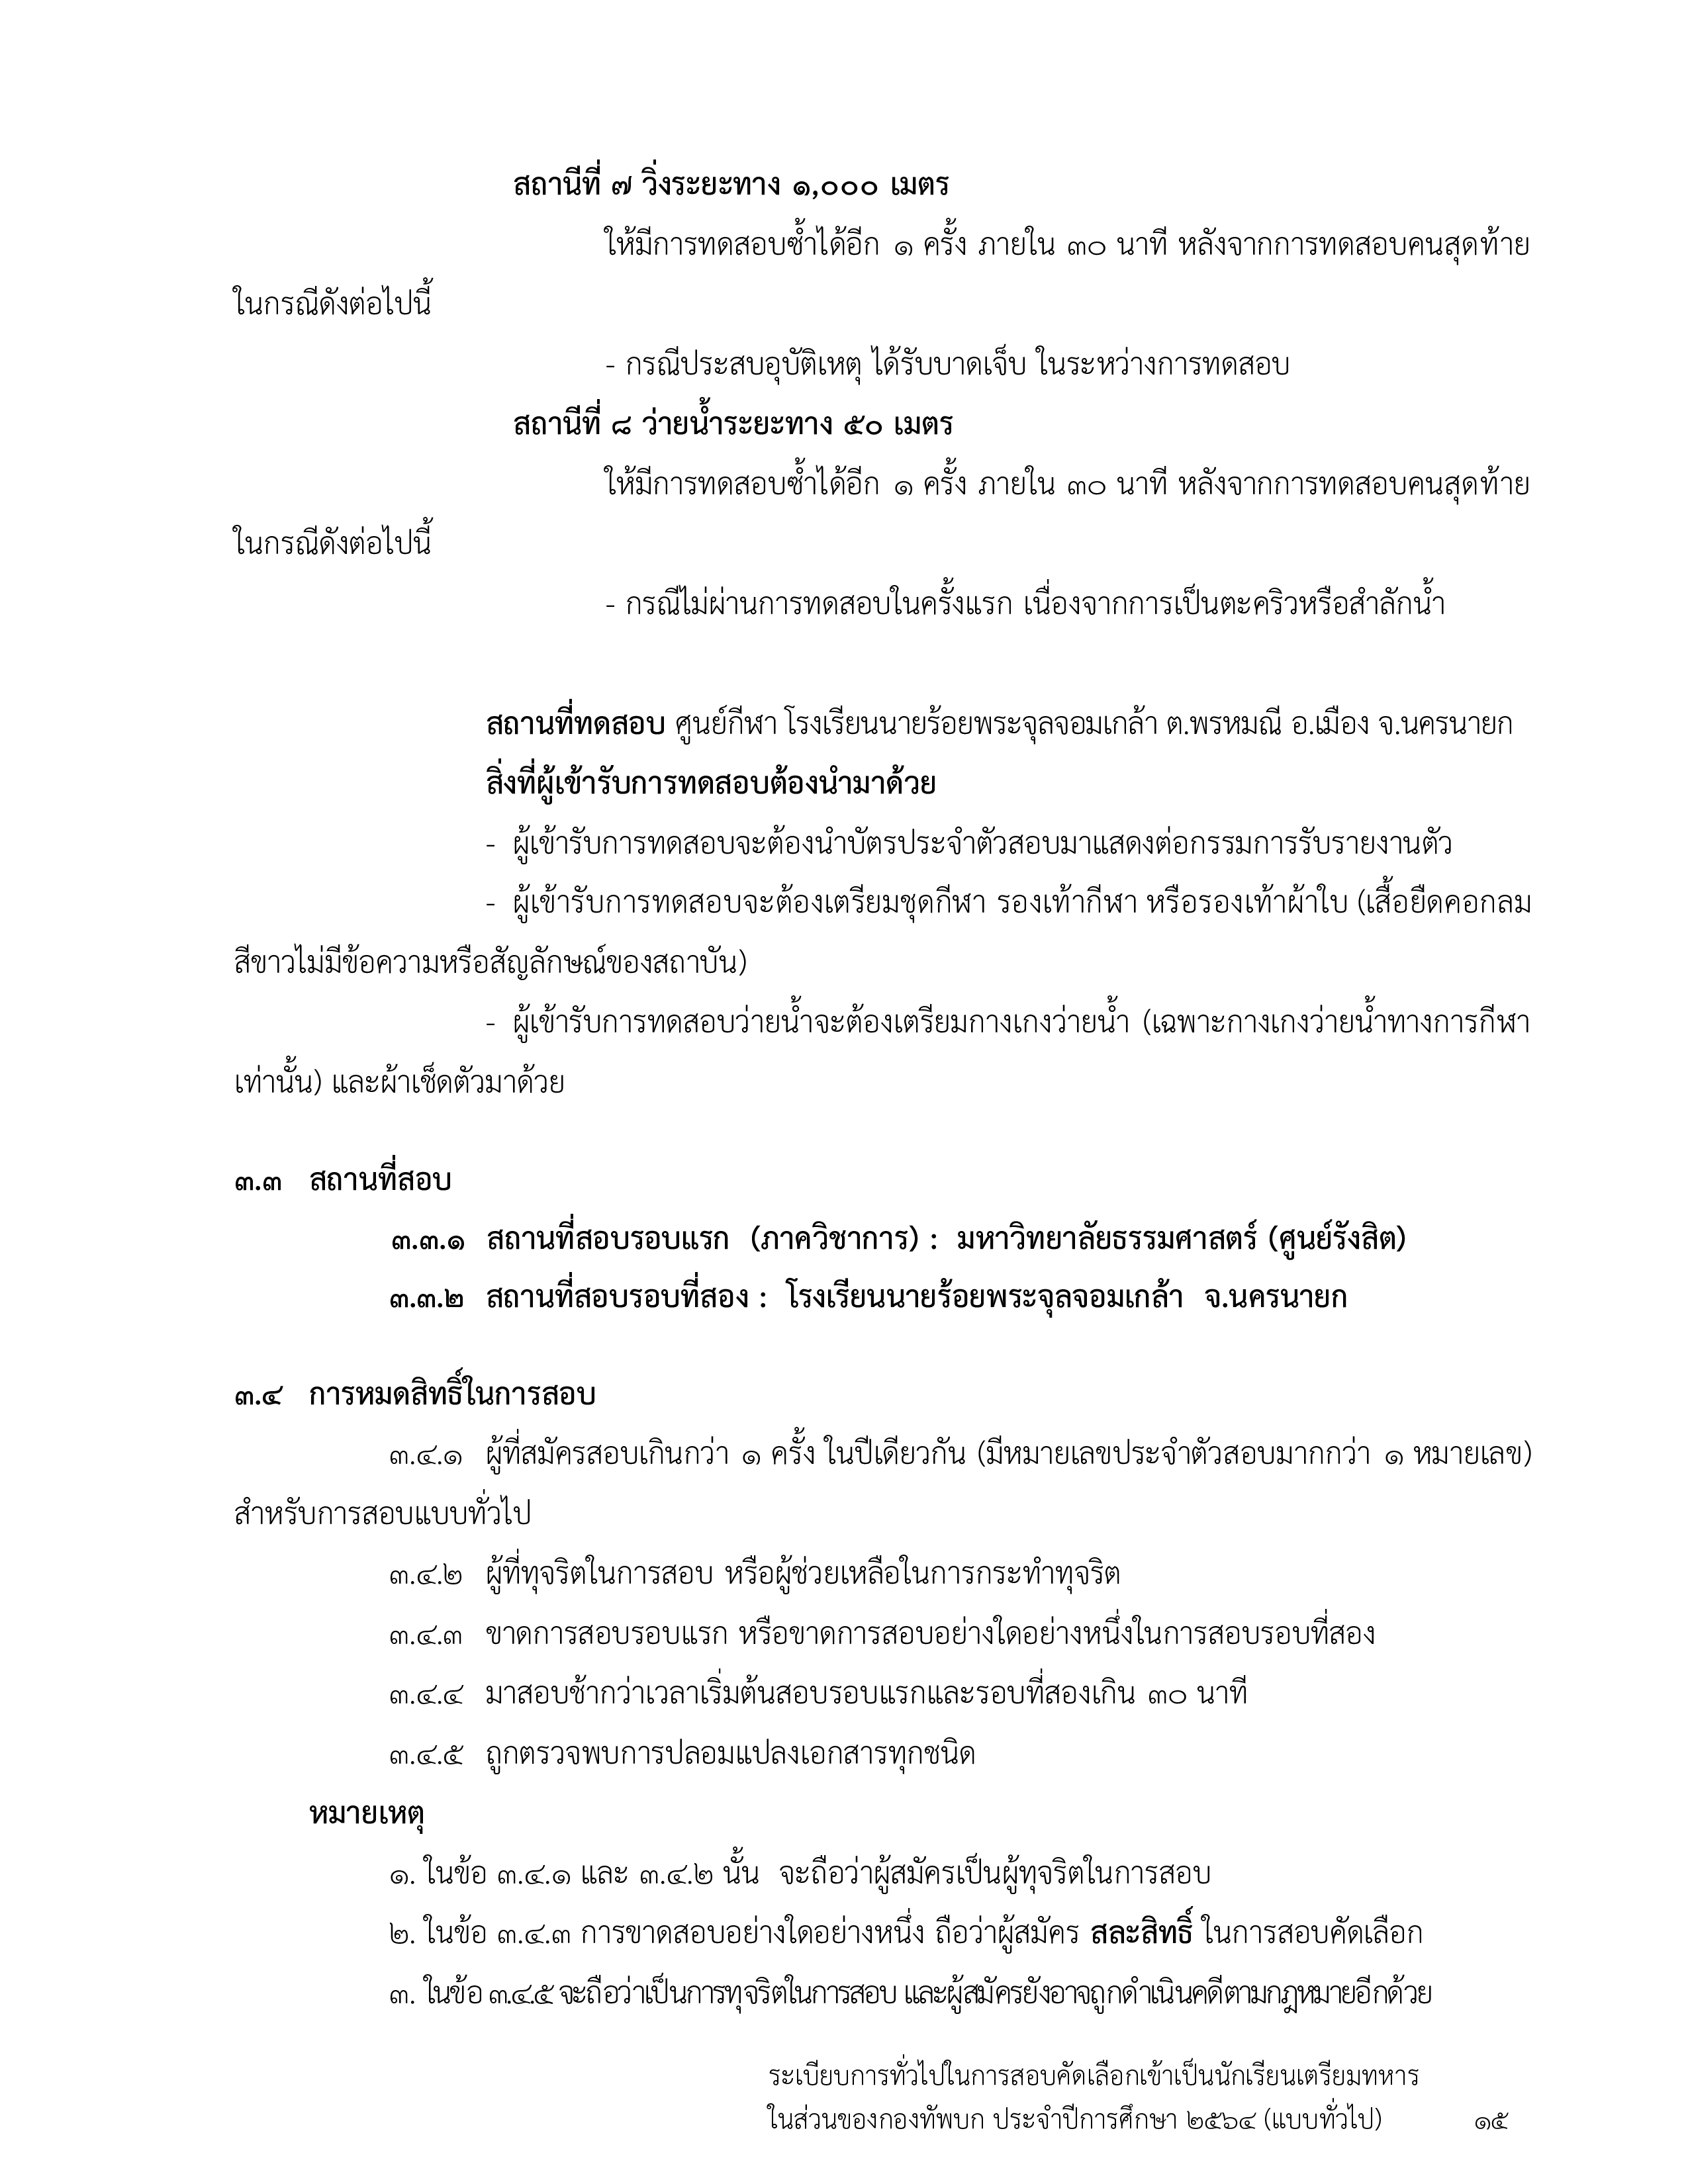 สถานีที่ ๗ วิ่งระยะทาง ๑,๐๐๐ เมตร
ให้มีการทดสอบซ้ำได้อีก ๑ ครั้ง ภายใน ๓๐ นาที หลังจากการทดสอบคนสุดท้าย
ในกรณีดังต่อไปนี้
- กรณีประสบอุบัติเหตุ ได้รับบาดเจ็บ ในระหว่างการทดสอบ
สถานีที่ ๘ ว่ายน้ำระยะทาง ๕๐ เมตร
ให้มีการทดสอบซ้ำได้อีก ๑ ครั้ง ภายใน ๓๐ นาที หลังจากการทดสอบคนสุดท้าย
ในกรณีดังต่อไปนี้
- กรณีไม่ผ่านการทดสอบในครั้งแรก เนื่องจากการเป็นตะคริวหรือสำลักน้ำ
สถานที่ทดสอบ ศูนย์กีฬา โรงเรียนนายร้อยพระจุลจอมเกล้า ต.พรหมณี อ.เมือง จ.นครนายก
สิ่งที่ผู้เข้ารับการทดสอบต้องนำมาด้วย
- ผู้เข้ารับการทดสอบจะต้องนำบัตรประจำตัวสอบมาแสดงต่อกรรมการรับรายงานตัว
- ผู้เข้ารับการทดสอบจะต้องเตรียมชุดกีฬา รองเท้ากีฬา หรือรองเท้าผ้าใบ (เสื้อยืดคอกลม
สีขาวไม่มีข้อความหรือสัญลักษณ์ของสถาบัน)
- ผู้เข้ารับการทดสอบว่ายน้ำจะต้องเตรียมกางเกงว่ายน้ำ (เฉพาะกางเกงว่ายน้ำทางการกีฬา
เท่านั้น) และผ้าเช็ดตัวมาด้วย
๓.๓ สถานที่สอบ
๓.๓.๑ สถานที่สอบรอบแรก (ภาควิชาการ) : มหาวิทยาลัยธรรมศาสตร์ (ศูนย์รังสิต)
๓.๓.๒ สถานที่สอบรอบที่สอง : โรงเรียนนายร้อยพระจุลจอมเกล้า จ.นครนายก
๓.๔ การหมดสิทธิ์ในการสอบ
๓.๔.๑ ผู้ที่สมัครสอบเกินกว่า ๑ ครั้ง ในปีเดียวกัน (มีหมายเลขประจำตัวสอบมากกว่า ๑ หมายเลข)
สำหรับการสอบแบบทั่วไป
๓.๔.๒ ผู้ที่ทุจริตในการสอบ หรือผู้ช่วยเหลือในการกระทำทุจริต
๓.๔.๓ ขาดการสอบรอบแรก หรือขาดการสอบอย่างใดอย่างหนึ่งในการสอบรอบที่สอง
๓.๔.๔ มาสอบช้ากว่าเวลาเริ่มต้นสอบรอบแรกและรอบที่สองเกิน ๓๐ นาที
๓.๔.๕ ถูกตรวจพบการปลอมแปลงเอกสารทุกชนิด
หมายเหตุ
๑. ในข้อ ๓.๔.๑ และ ๓.๔.๒ นั้น จะถือว่าผู้สมัครเป็นผู้ทุจริตในการสอบ
๒. ในข้อ ๓.๔.๓ การขาดสอบอย่างใดอย่างหนึ่ง ถือว่าผู้สมัคร สละสิทธิ์ ในการสอบคัดเลือก
๓. ในข้อ ๓.๔.๕ จะถือว่าเป็นการทุจริตในการสอบ และผู้สมัครยังอาจถูกดำเนินคดีตามกฎหมายอีกด้วย
ระเบียบการทั่วไปในการสอบคัดเลือกเข้าเป็นนักเรียนเตรียมทหาร
ในส่วนของกองทัพบก ประจำปีการศึกษา ๒๕๖๔ (แบบทั่วไป) ๑๕